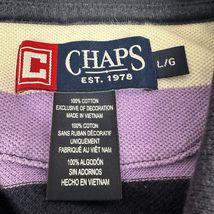 C
CHAPS
EST. 1978
L/G
100% COTTON
EXCLUSIVE OF DECORATION
MADE IN VIETNAM
100% COTON
SANS RUBAN DÉCORATIF
UNIQUEMENT
FABRIQUÉ AU VIÊT NAM
100% ALGODÓN
SIN ADORNOS
HECHO EN VIETNAM